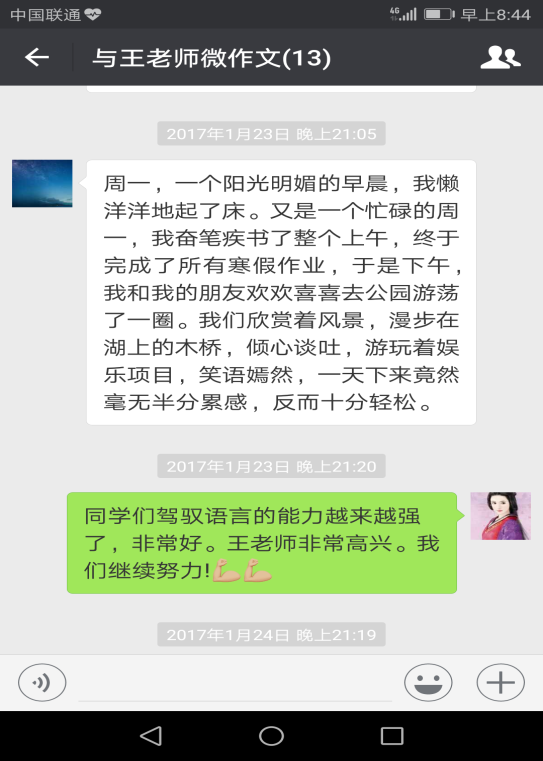 中国联通
4G
早上8:44
与王老师微作文(13)
2017年1月23日 晚上21:05
周一，一个阳光明媚的早晨，我懒
洋洋地起了床。又是一个忙碌的周
一，我奋笔疾书了整个上午，终于
完成了所有寒假作业，于是下午，
我和我的朋友欢欢喜喜去公园游荡
了一圈。我们欣赏着风景，漫步在
湖上的木桥，倾心谈吐，游玩着娱
乐项目，笑语嫣然，一天下来竟然
毫无半分累感，反而十分轻松。
2017年1月23日 晚上21:20
同学们驾驭语言的能力越来越强
了，非常好。王老师非常高兴。我
们继续努力!💪💪
2017年1月24日 晚上21:19